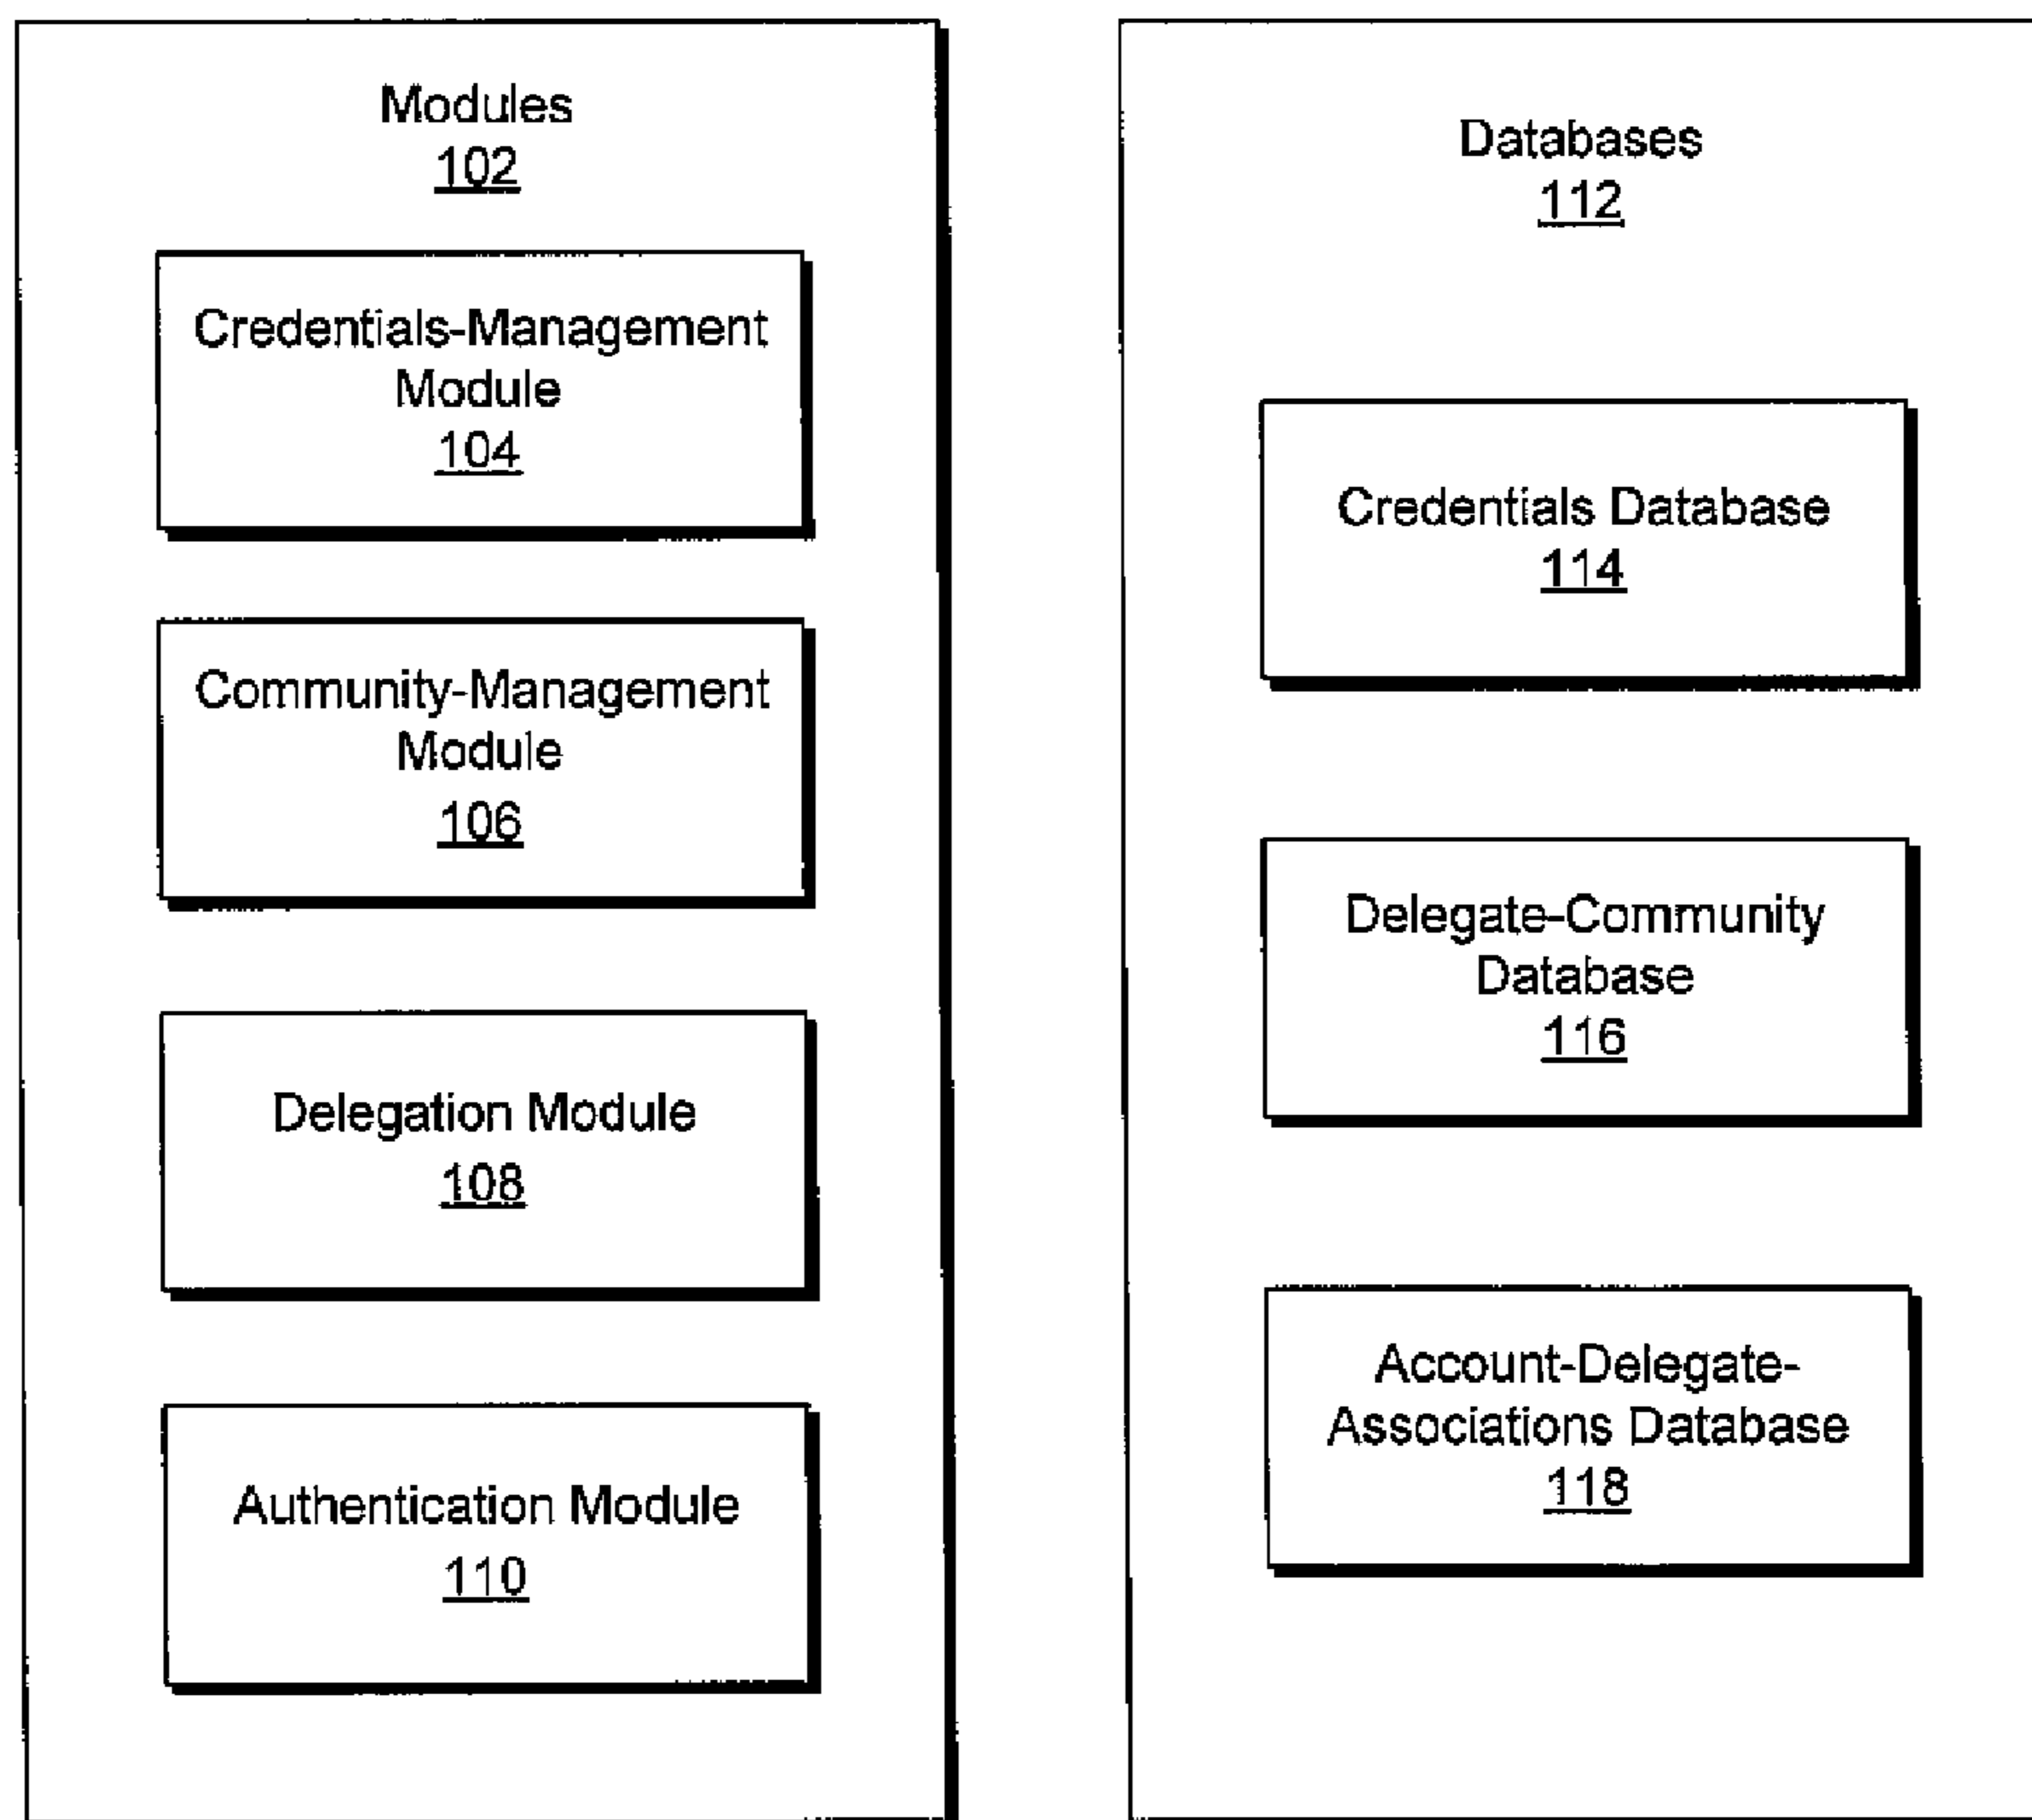 Modules
102
Credentials-Management
Module
104
Community-Management
Module
106
Delegation Module
108
Authentication Module
110
Databases
112
Credentials Database
114
Delegate-Community
Database
116
Account-Delegate-
Associations Database
118